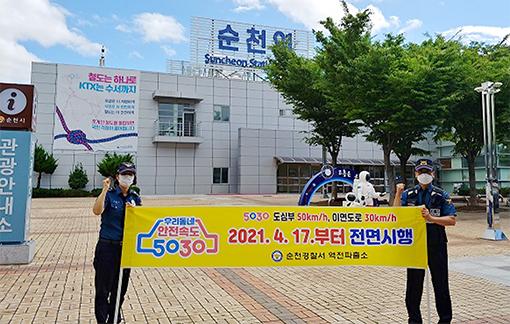 순천역
Suncheon Station
철도는 하나로
KTX는 수서까지
순천시
관광안내소
우리동네
안전속도
5030
5030 도심부 50km/h, 이면도로 30km/h
2021. 4. 17.부터 전면시행
순천경찰서 역전파출소